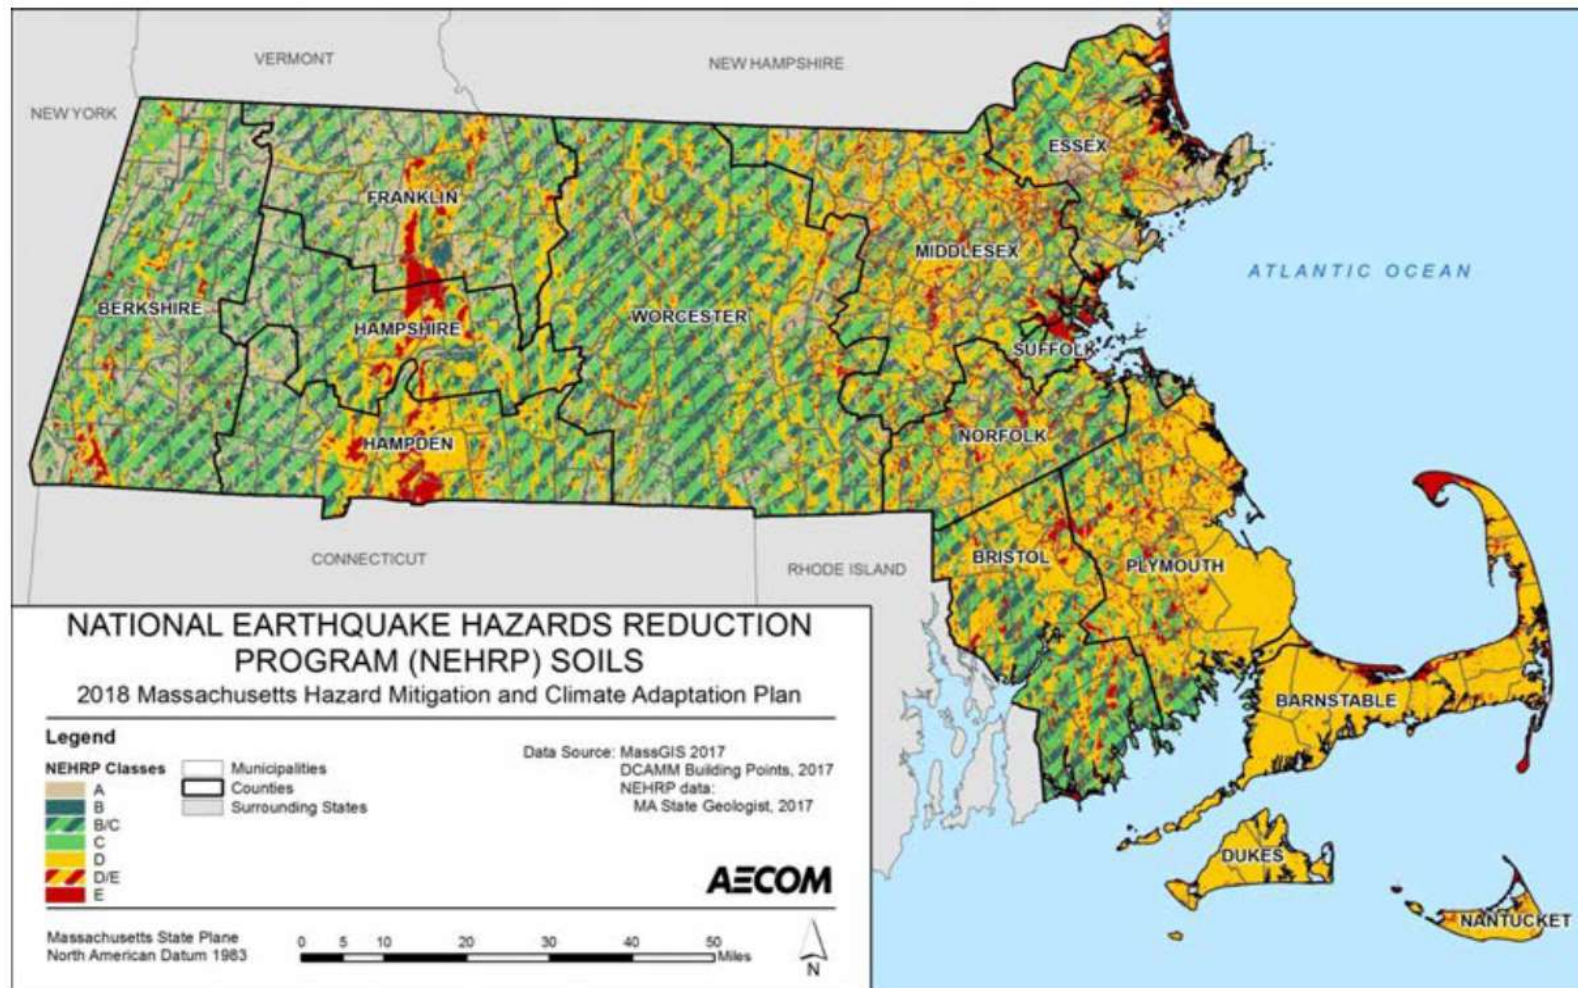 VERMONT
NEW HAMPSHIRE
NEW YORK
ESSEX
FRANKLIN
MIDDLESEX
ATLANTIC OCEAN
BERKSHIRE
HAMPSHIRE
WORCESTER
SUFFOLK
HAMPDEN
NORFOLK
CONNECTICUT
RHODE ISLAND
BRISTOL
PLYMOUTH
BARNSTABLE
DUKES
NANTUCKET
NATIONAL EARTHQUAKE HAZARDS REDUCTION
PROGRAM (NEHRP) SOILS
2018 Massachusetts Hazard Mitigation and Climate Adaptation Plan
Legend
NEHRP Classes
A
B
B/C
C
D
D/E
E
Municipalities
Counties
Surrounding States
Data Source: MassGIS 2017
DCAMM Building Points, 2017
NEHRP data:
MA State Geologist, 2017
AECOM
Massachusetts State Plane
North American Datum 1983
0 5 10 20 30 40 50
Miles
N